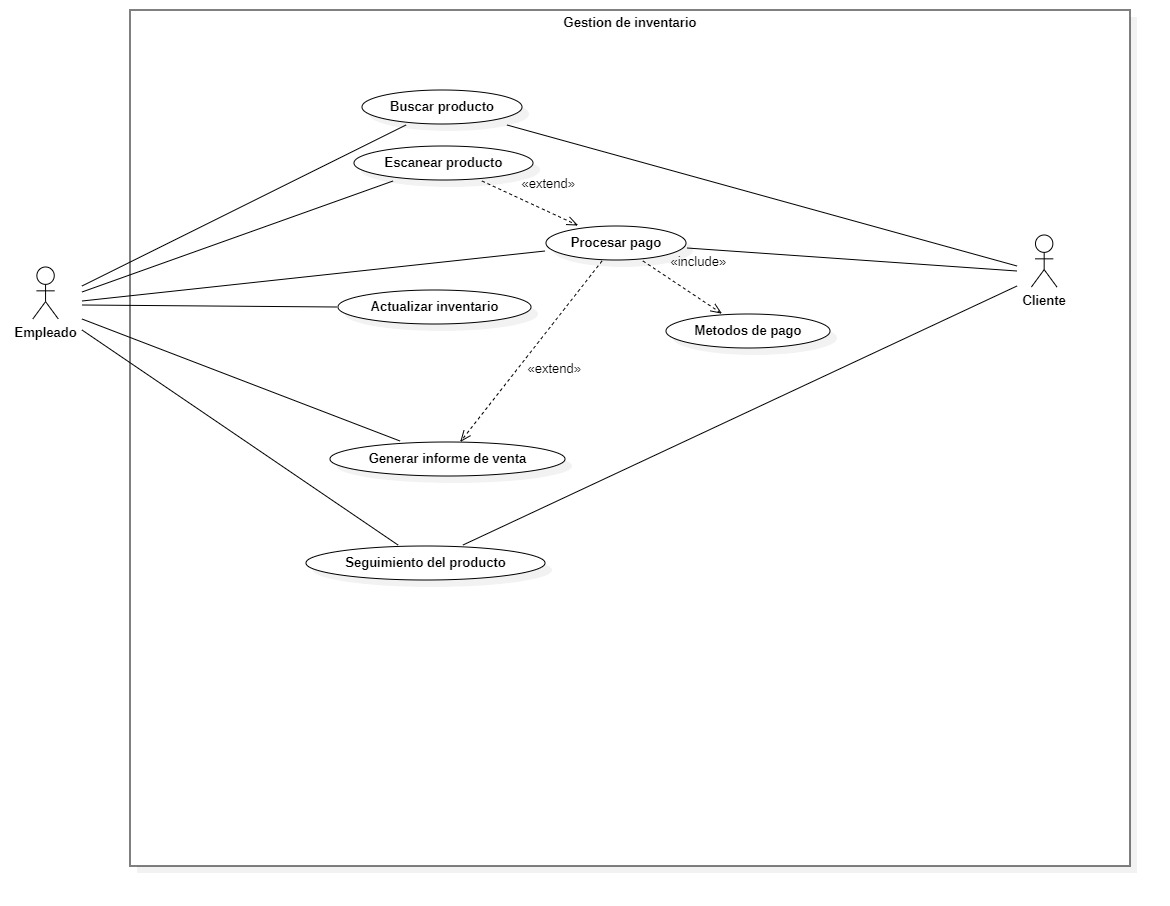 Gestion de inventario
Buscar producto
Escanear producto
«extend»
Procesar pago
«include»
Cliente
Empleado
Actualizar inventario
Metodos de pago
«extend»
Generar informe de venta
Seguimiento del producto